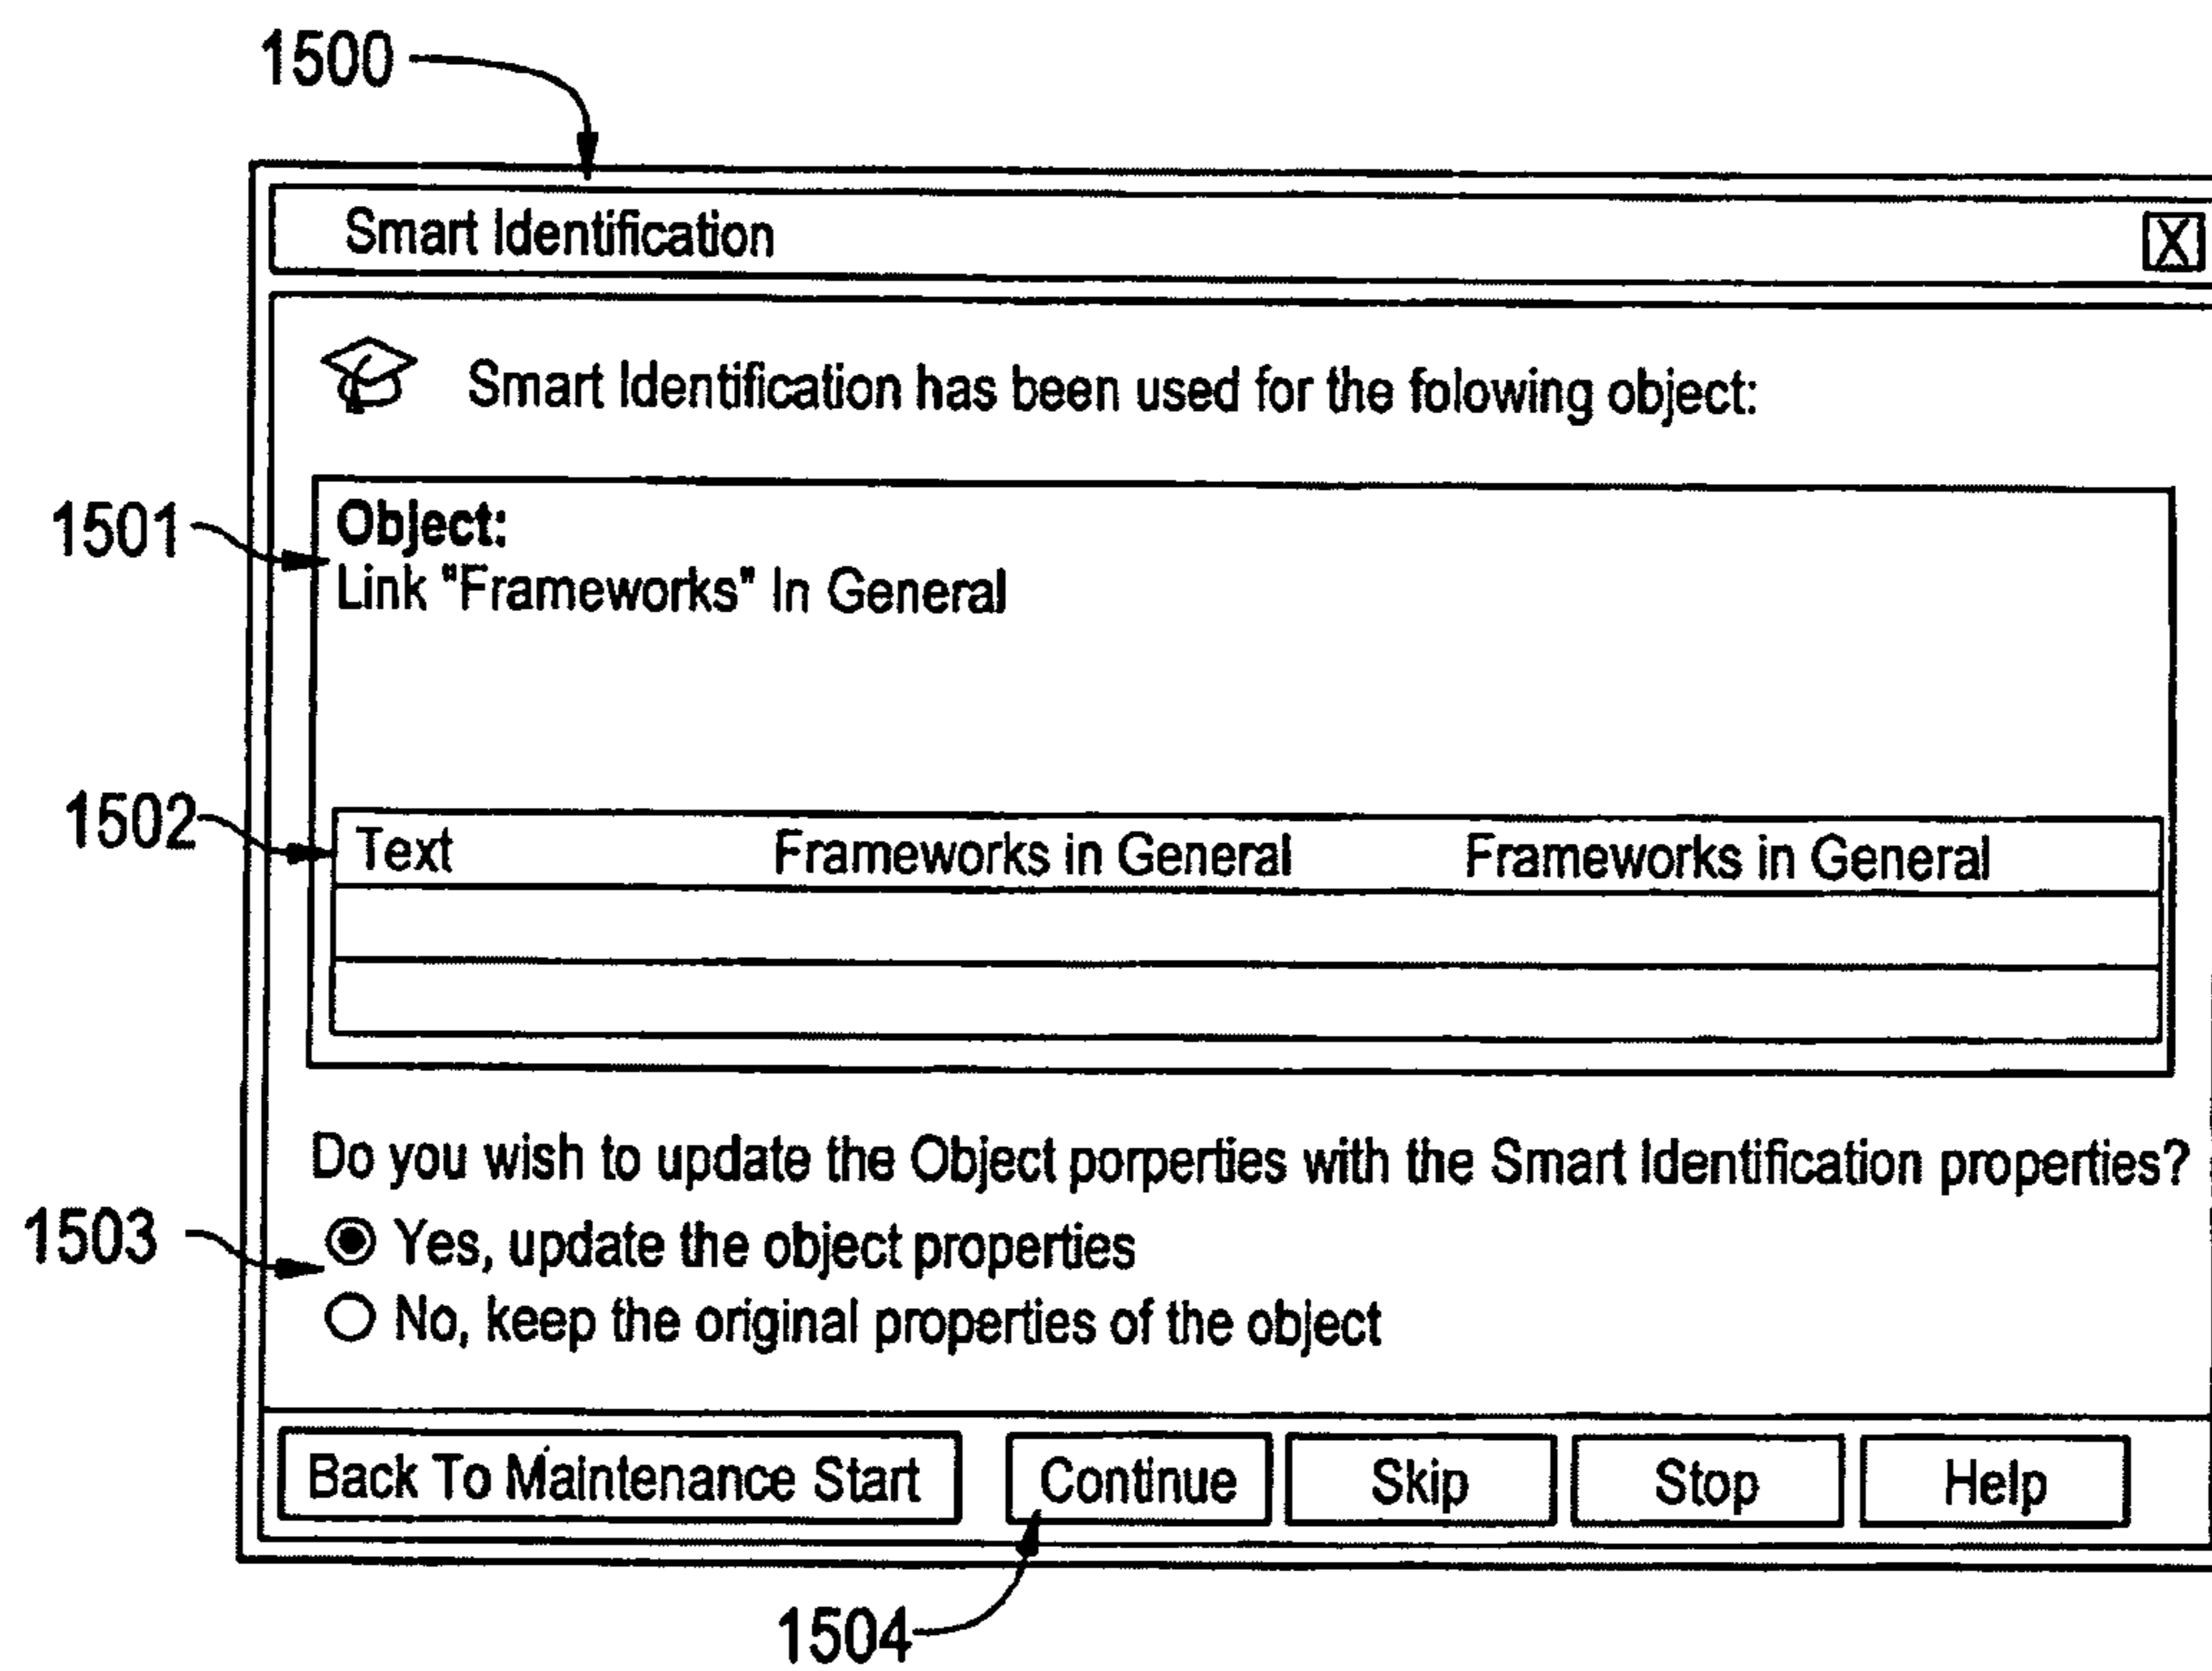 1500
Smart Identification X
Smart Identification has been used for the folowing object:
1501
Object:
Link "Frameworks" In General
1502
Text Frameworks in General Frameworks in General
Do you wish to update the Object porperties with the Smart Identification properties?
1503
Yes, update the object properties
No, keep the original properties of the object
Back To Maintenance Start Continue Skip Stop Help
1504